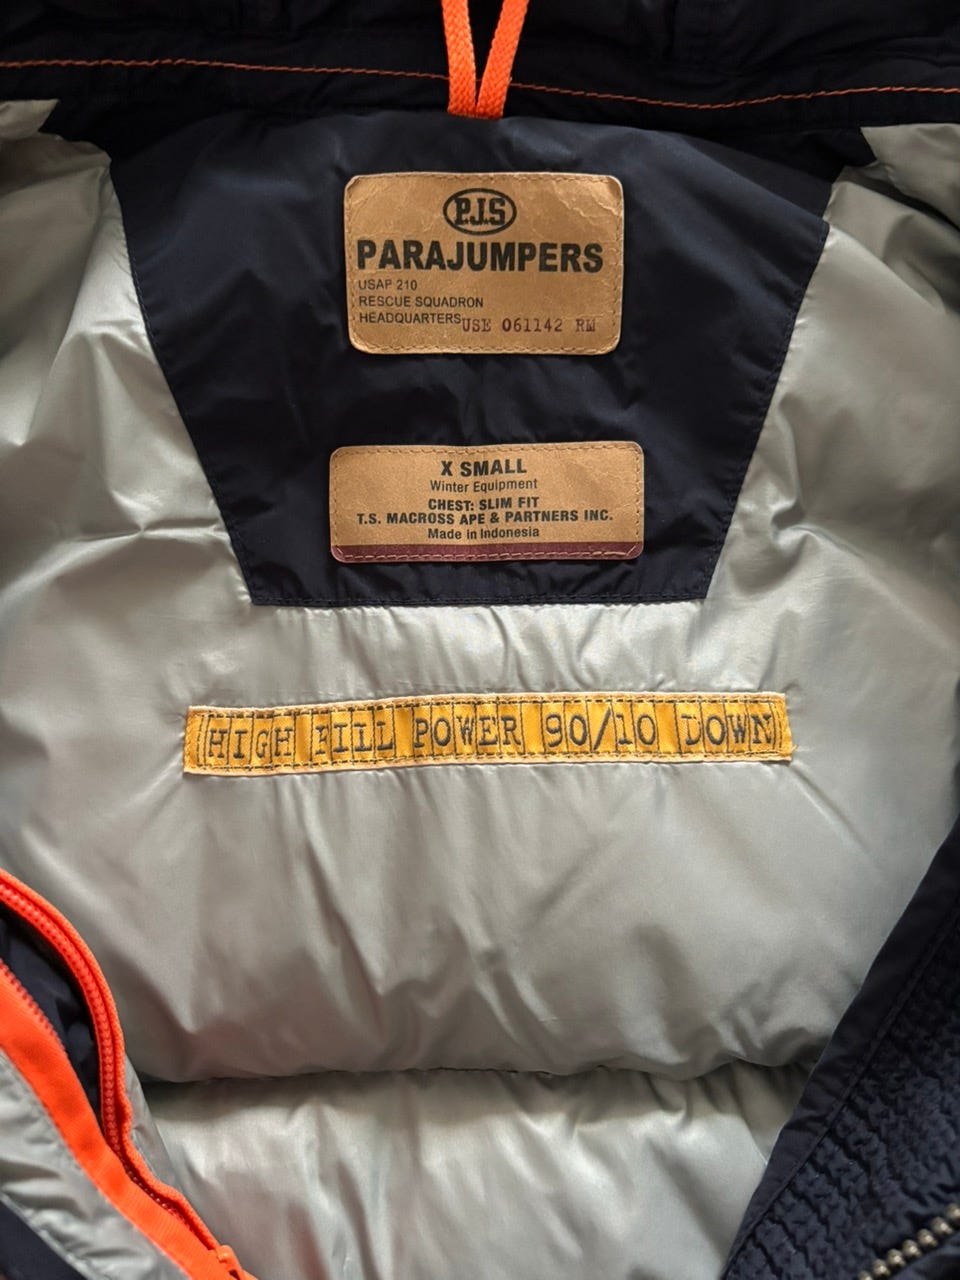 P.J.S
PARAJUMPERS
USAP 210
RESCUE SQUADRON
HEADQUARTERS USE 061142 RM
X SMALL
Winter Equipment
CHEST: SLIM FIT
T.S. MACROSS APE & PARTNERS INC.
Made in Indonesia
HIGH FILL POWER 90/10 DOWN